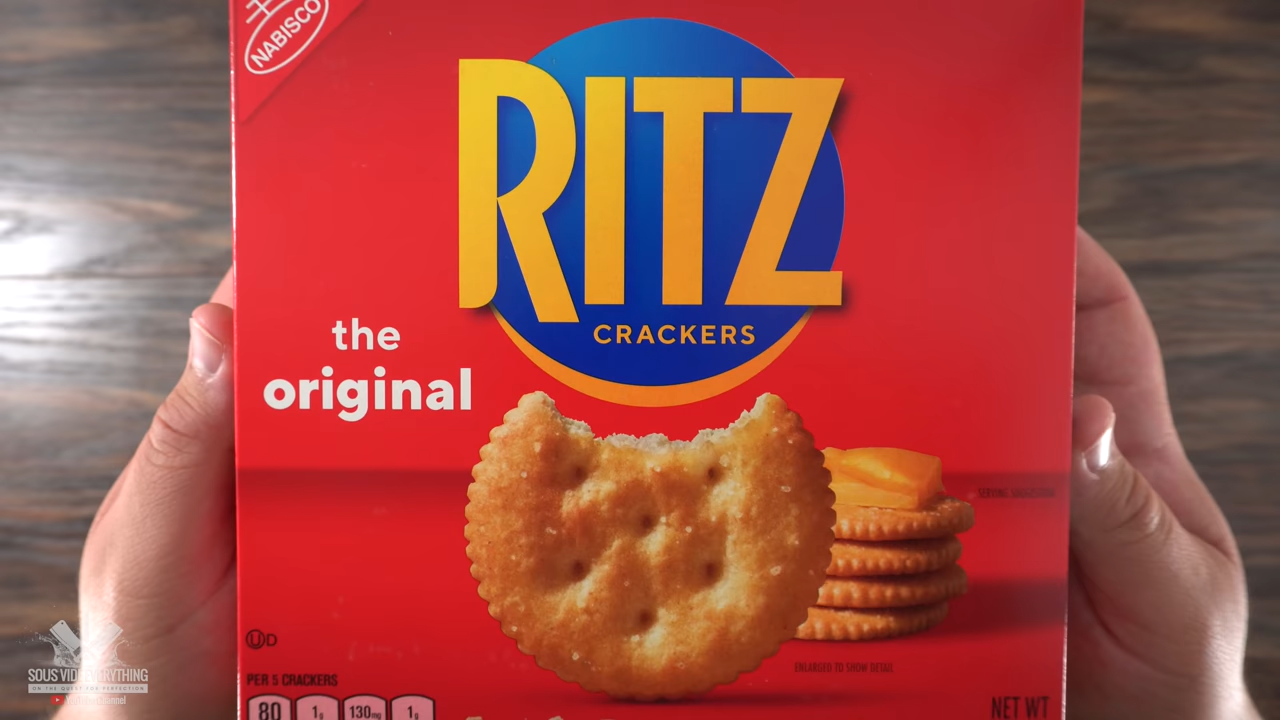 NABISCO
RITZ
CRACKERS
the
original
SERVING SUGGESTION
ENLARGED TO SHOW DETAIL
UD
PER 5 CRACKERS
80 1g 130mg 1g
NET WT
SOUS VIDE EVERYTHING
ON THE QUEST FOR PERFECTION